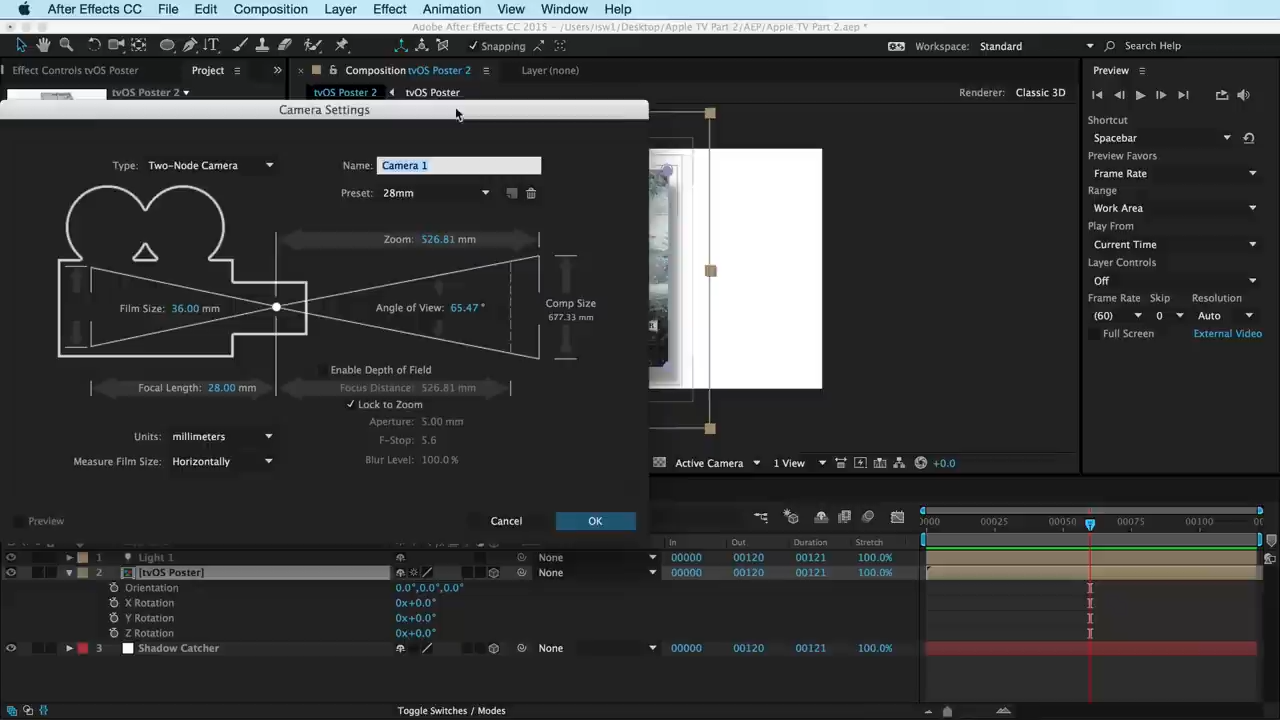 After Effects CC File Edit Composition Layer Effect Animation View Window Help
Adobe After Effects CC 2015 - /Users/isw1/Desktop/Apple TV Part 2/AEP/Apple TV Part 2.aep *
Snapping Workspace: Standard Search Help
Effect Controls tvOS Poster Project Composition tvOS Poster 2 Layer (none) Preview
tvOS Poster 2 tvOS Poster 2 tvOS Poster Renderer: Classic 3D
Camera Settings
Type: Two-Node Camera Name: Camera 1
Preset: 28mm
Zoom: 526.81 mm
Film Size: 36.00 mm Angle of View: 65.47 ° Comp Size
677.33 mm
Enable Depth of Field
Focal Length: 28.00 mm Focus Distance: 526.81 mm
Lock to Zoom
Aperture: 5.00 mm
Units: millimeters F-Stop: 5.6
Measure Film Size: Horizontally Blur Level: 100.0 %
Preview Cancel OK
Shortcut
Spacebar
Preview Favors
Frame Rate
Range
Work Area
Play From
Current Time
Layer Controls
Off
Frame Rate Skip Resolution
(60) 0 Auto
Full Screen External Video
Active Camera 1 View +0.0
0000 00025 00050 00075 00100 00
In Out Duration Stretch
1 Light 1 None 00000 00120 00121 100.0%
2 [tvOS Poster] None 00000 00120 00121 100.0%
Orientation 0.0°,0.0°,0.0°
X Rotation 0x+0.0°
Y Rotation 0x+0.0°
Z Rotation 0x+0.0°
3 Shadow Catcher None 00000 00120 00121 100.0%
Toggle Switches / Modes